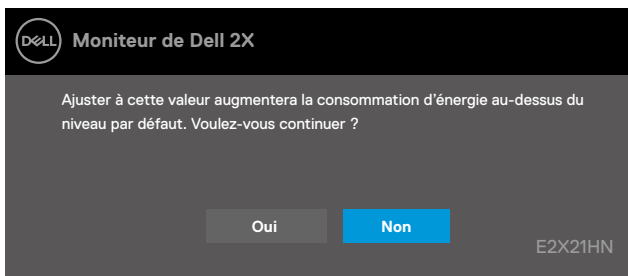 DELL
Moniteur de Dell 2X
Ajuster à cette valeur augmentera la consommation d'énergie au-dessus du
niveau par défaut. Voulez-vous continuer ?
Oui Non
E2X21HN